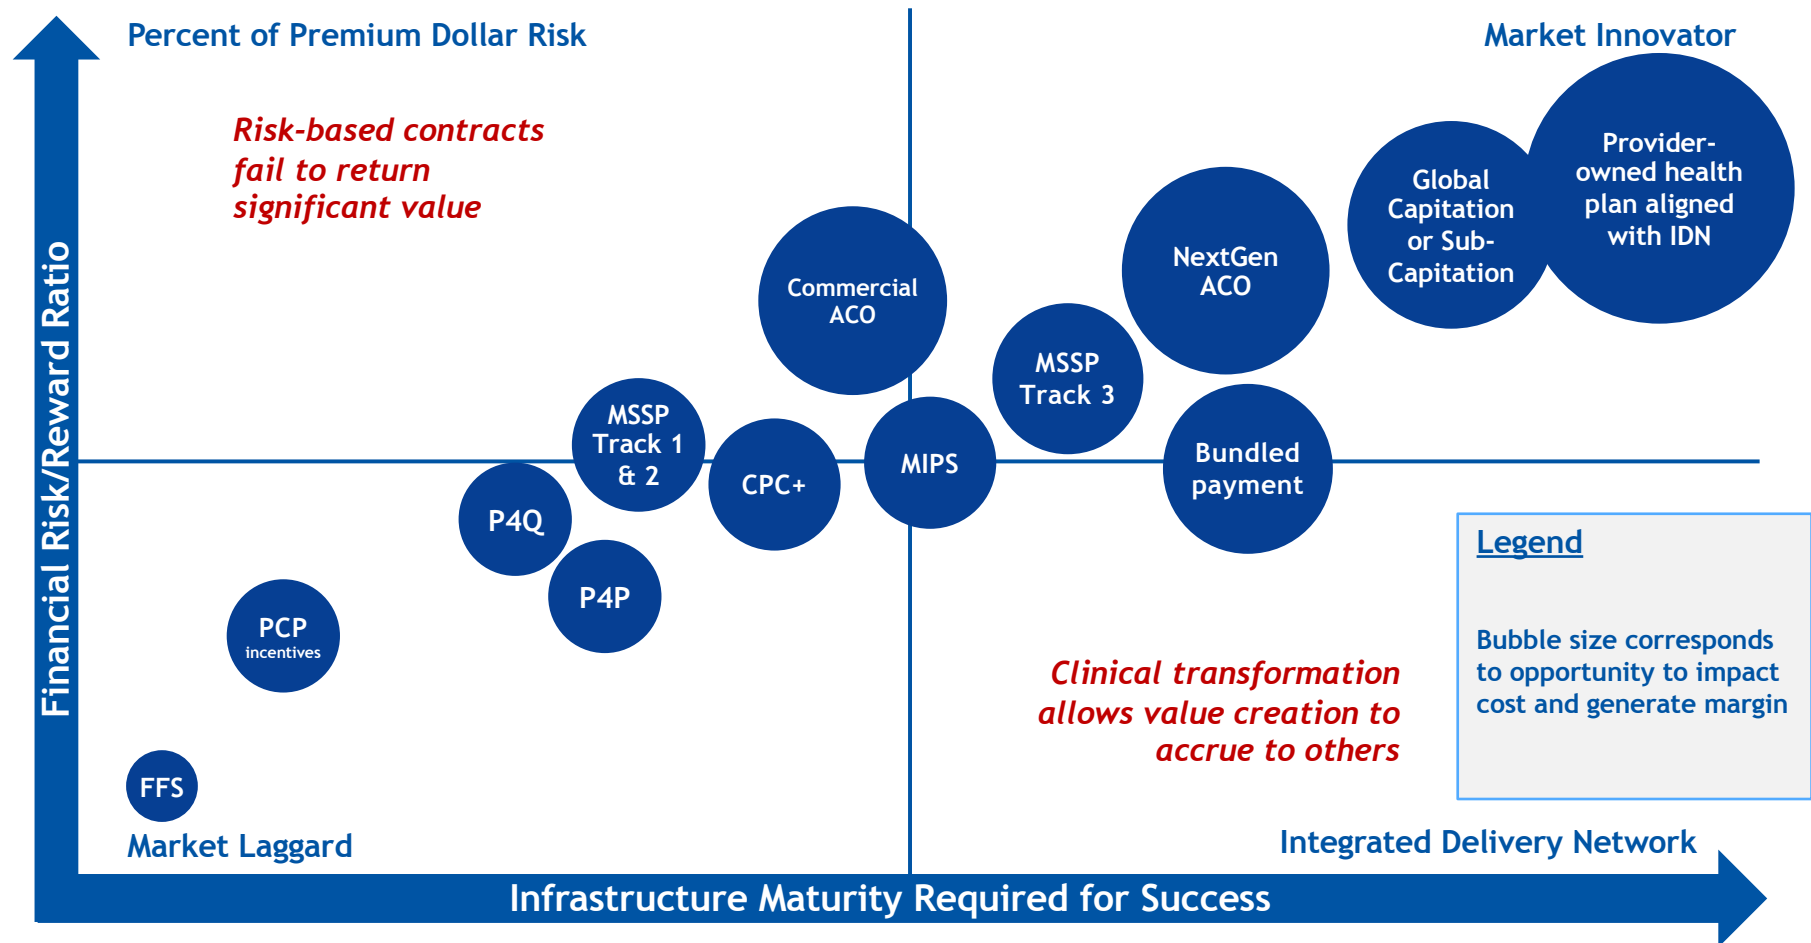 Percent of Premium Dollar Risk
Market Innovator
Risk-based contracts
fail to return
significant value
Provider-
owned health
plan aligned
with IDN
Global
Capitation
or Sub-
Capitation
NextGen
ACO
Commercial
ACO
MSSP
Track 3
MSSP
Track 1
& 2
Bundled
payment
MIPS
CPC+
P4Q
P4P
PCP
incentives
FFS
Financial Risk/Reward Ratio
Legend
Bubble size corresponds
to opportunity to impact
cost and generate margin
Clinical transformation
allows value creation to
accrue to others
Market Laggard
Integrated Delivery Network
Infrastructure Maturity Required for Success